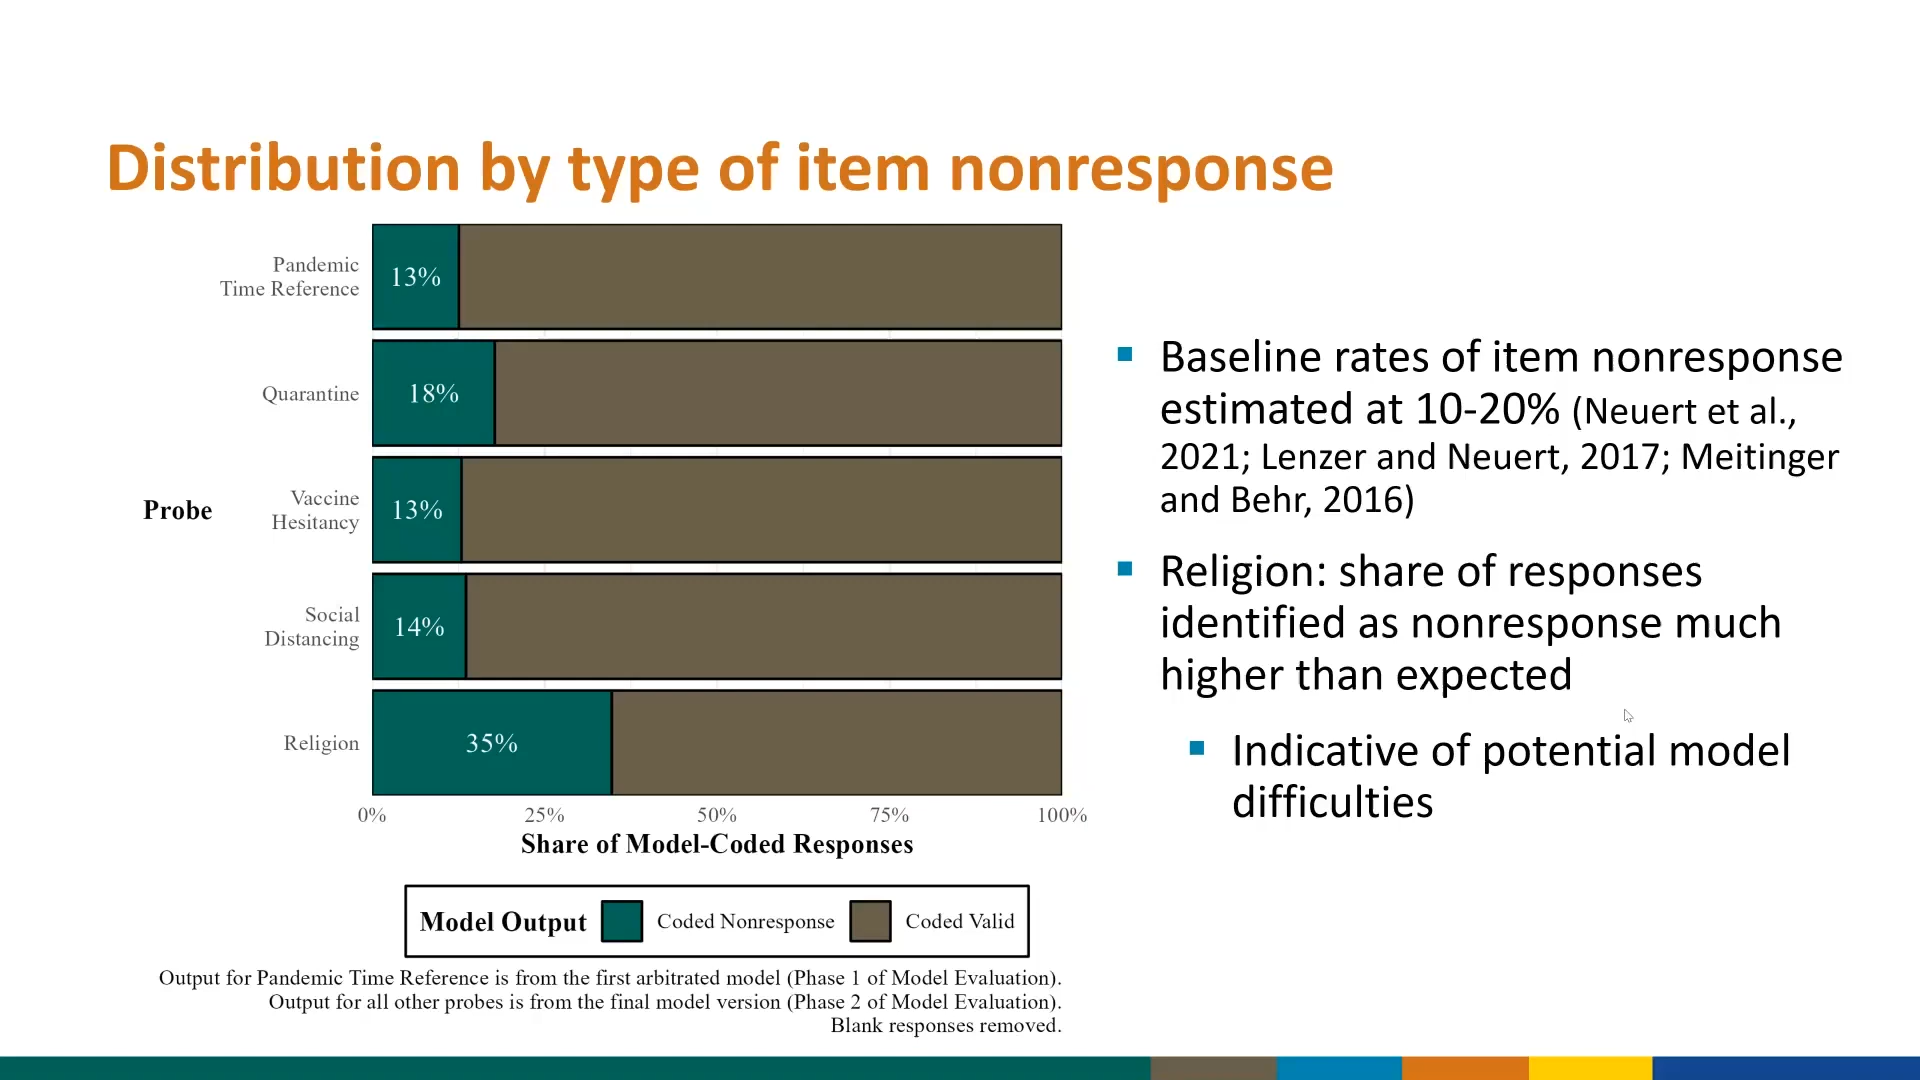 Distribution by type of item nonresponse
Pandemic
Time Reference
13%
Quarantine
18%
Probe
Vaccine
Hesitancy
13%
Social
Distancing
14%
Religion
35%
0%
25%
50%
75%
100%
Share of Model-Coded Responses
Model Output
Coded Nonresponse
Coded Valid
Output for Pandemic Time Reference is from the first arbitrated model (Phase 1 of Model Evaluation).
Output for all other probes is from the final model version (Phase 2 of Model Evaluation).
Blank responses removed.
Baseline rates of item nonresponse
estimated at 10-20% (Neuert et al.,
2021; Lenzer and Neuert, 2017; Meitinger
and Behr, 2016)
Religion: share of responses
identified as nonresponse much
higher than expected
Indicative of potential model
difficulties